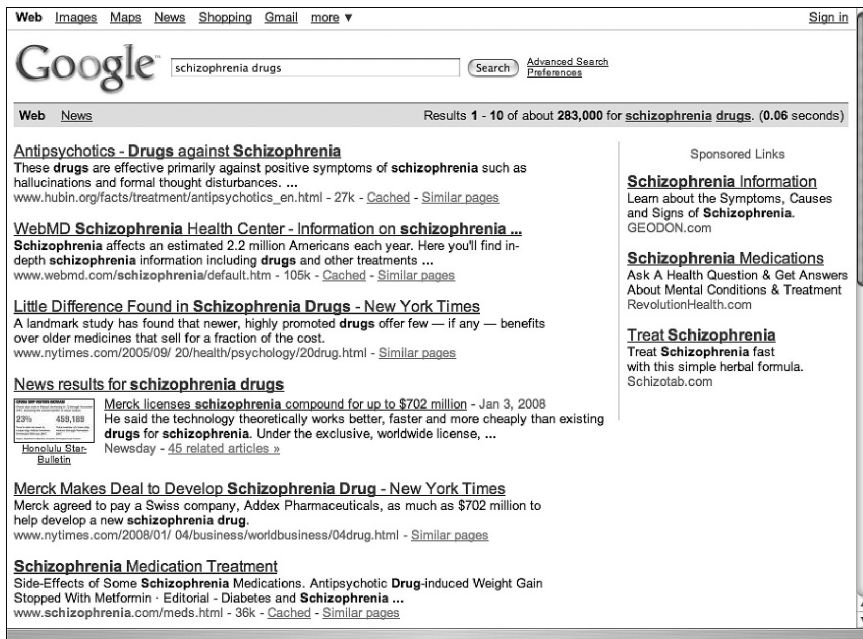 Web Images Maps News Shopping Gmail more ▼ Sign in
Google™ schizophrenia drugs Search Advanced Search
Preferences
Web News Results 1 - 10 of about 283,000 for schizophrenia drugs. (0.06 seconds)
Antipsychotics - Drugs against Schizophrenia
These drugs are effective primarily against positive symptoms of schizophrenia such as
hallucinations and formal thought disturbances. ...
www.hubin.org/facts/treatment/antipsychotics_en.html - 27k - Cached - Similar pages
WebMD Schizophrenia Health Center - Information on schizophrenia ...
Schizophrenia affects an estimated 2.2 million Americans each year. Here you'll find in-
depth schizophrenia information including drugs and other treatments ...
www.webmd.com/schizophrenia/default.htm - 105k - Cached - Similar pages
Little Difference Found in Schizophrenia Drugs - New York Times
A landmark study has found that newer, highly promoted drugs offer few — if any — benefits
over older medicines that sell for a fraction of the cost.
www.nytimes.com/2005/09/ 20/health/psychology/20drug.html - Similar pages
News results for schizophrenia drugs
23% 459,188
Honolulu Star-
Bulletin
Merck licenses schizophrenia compound for up to $702 million - Jan 3, 2008
He said the technology theoretically works better, faster and more cheaply than existing
drugs for schizophrenia. Under the exclusive, worldwide license, ...
Newsday - 45 related articles »
Merck Makes Deal to Develop Schizophrenia Drug - New York Times
Merck agreed to pay a Swiss company, Addex Pharmaceuticals, as much as $702 million to
help develop a new schizophrenia drug.
www.nytimes.com/2008/01/ 04/business/worldbusiness/04drug.html - Similar pages
Schizophrenia Medication Treatment
Side-Effects of Some Schizophrenia Medications. Antipsychotic Drug-induced Weight Gain
Stopped With Metformin · Editorial - Diabetes and Schizophrenia ...
www.schizophrenia.com/meds.html - 36k - Cached - Similar pages
Sponsored Links
Schizophrenia Information
Learn about the Symptoms, Causes
and Signs of Schizophrenia.
GEODON.com
Schizophrenia Medications
Ask A Health Question & Get Answers
About Mental Conditions & Treatment
RevolutionHealth.com
Treat Schizophrenia
Treat Schizophrenia fast
with this simple herbal formula.
Schizotab.com